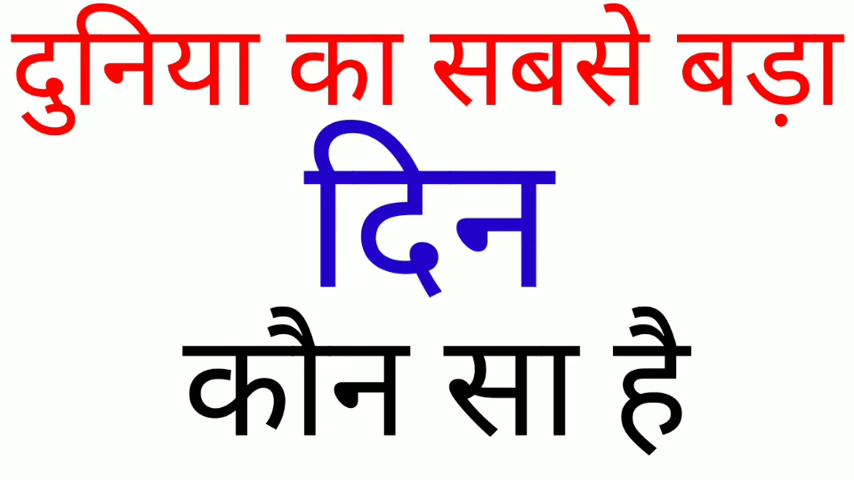 दुनिया का सबसे बड़ा
दिन
कौन सा है